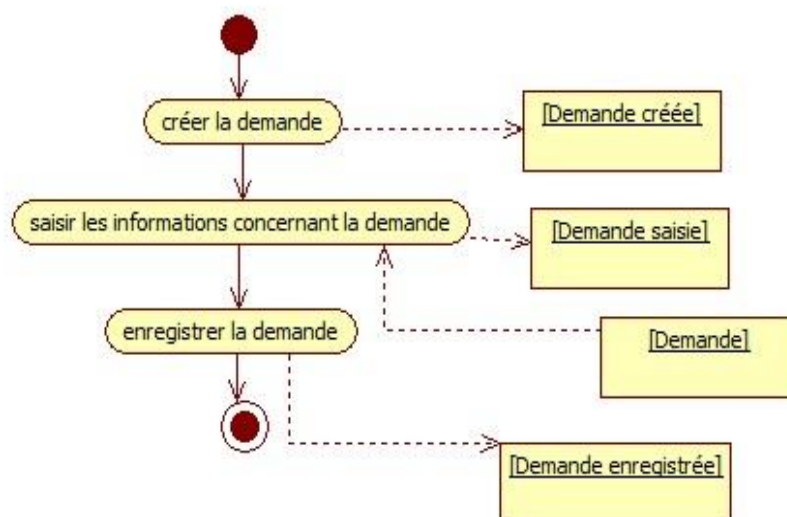 créer la demande
[Demande créée]
saisir les informations concernant la demande
[Demande saisie]
enregistrer la demande
[Demande]
[Demande enregistrée]